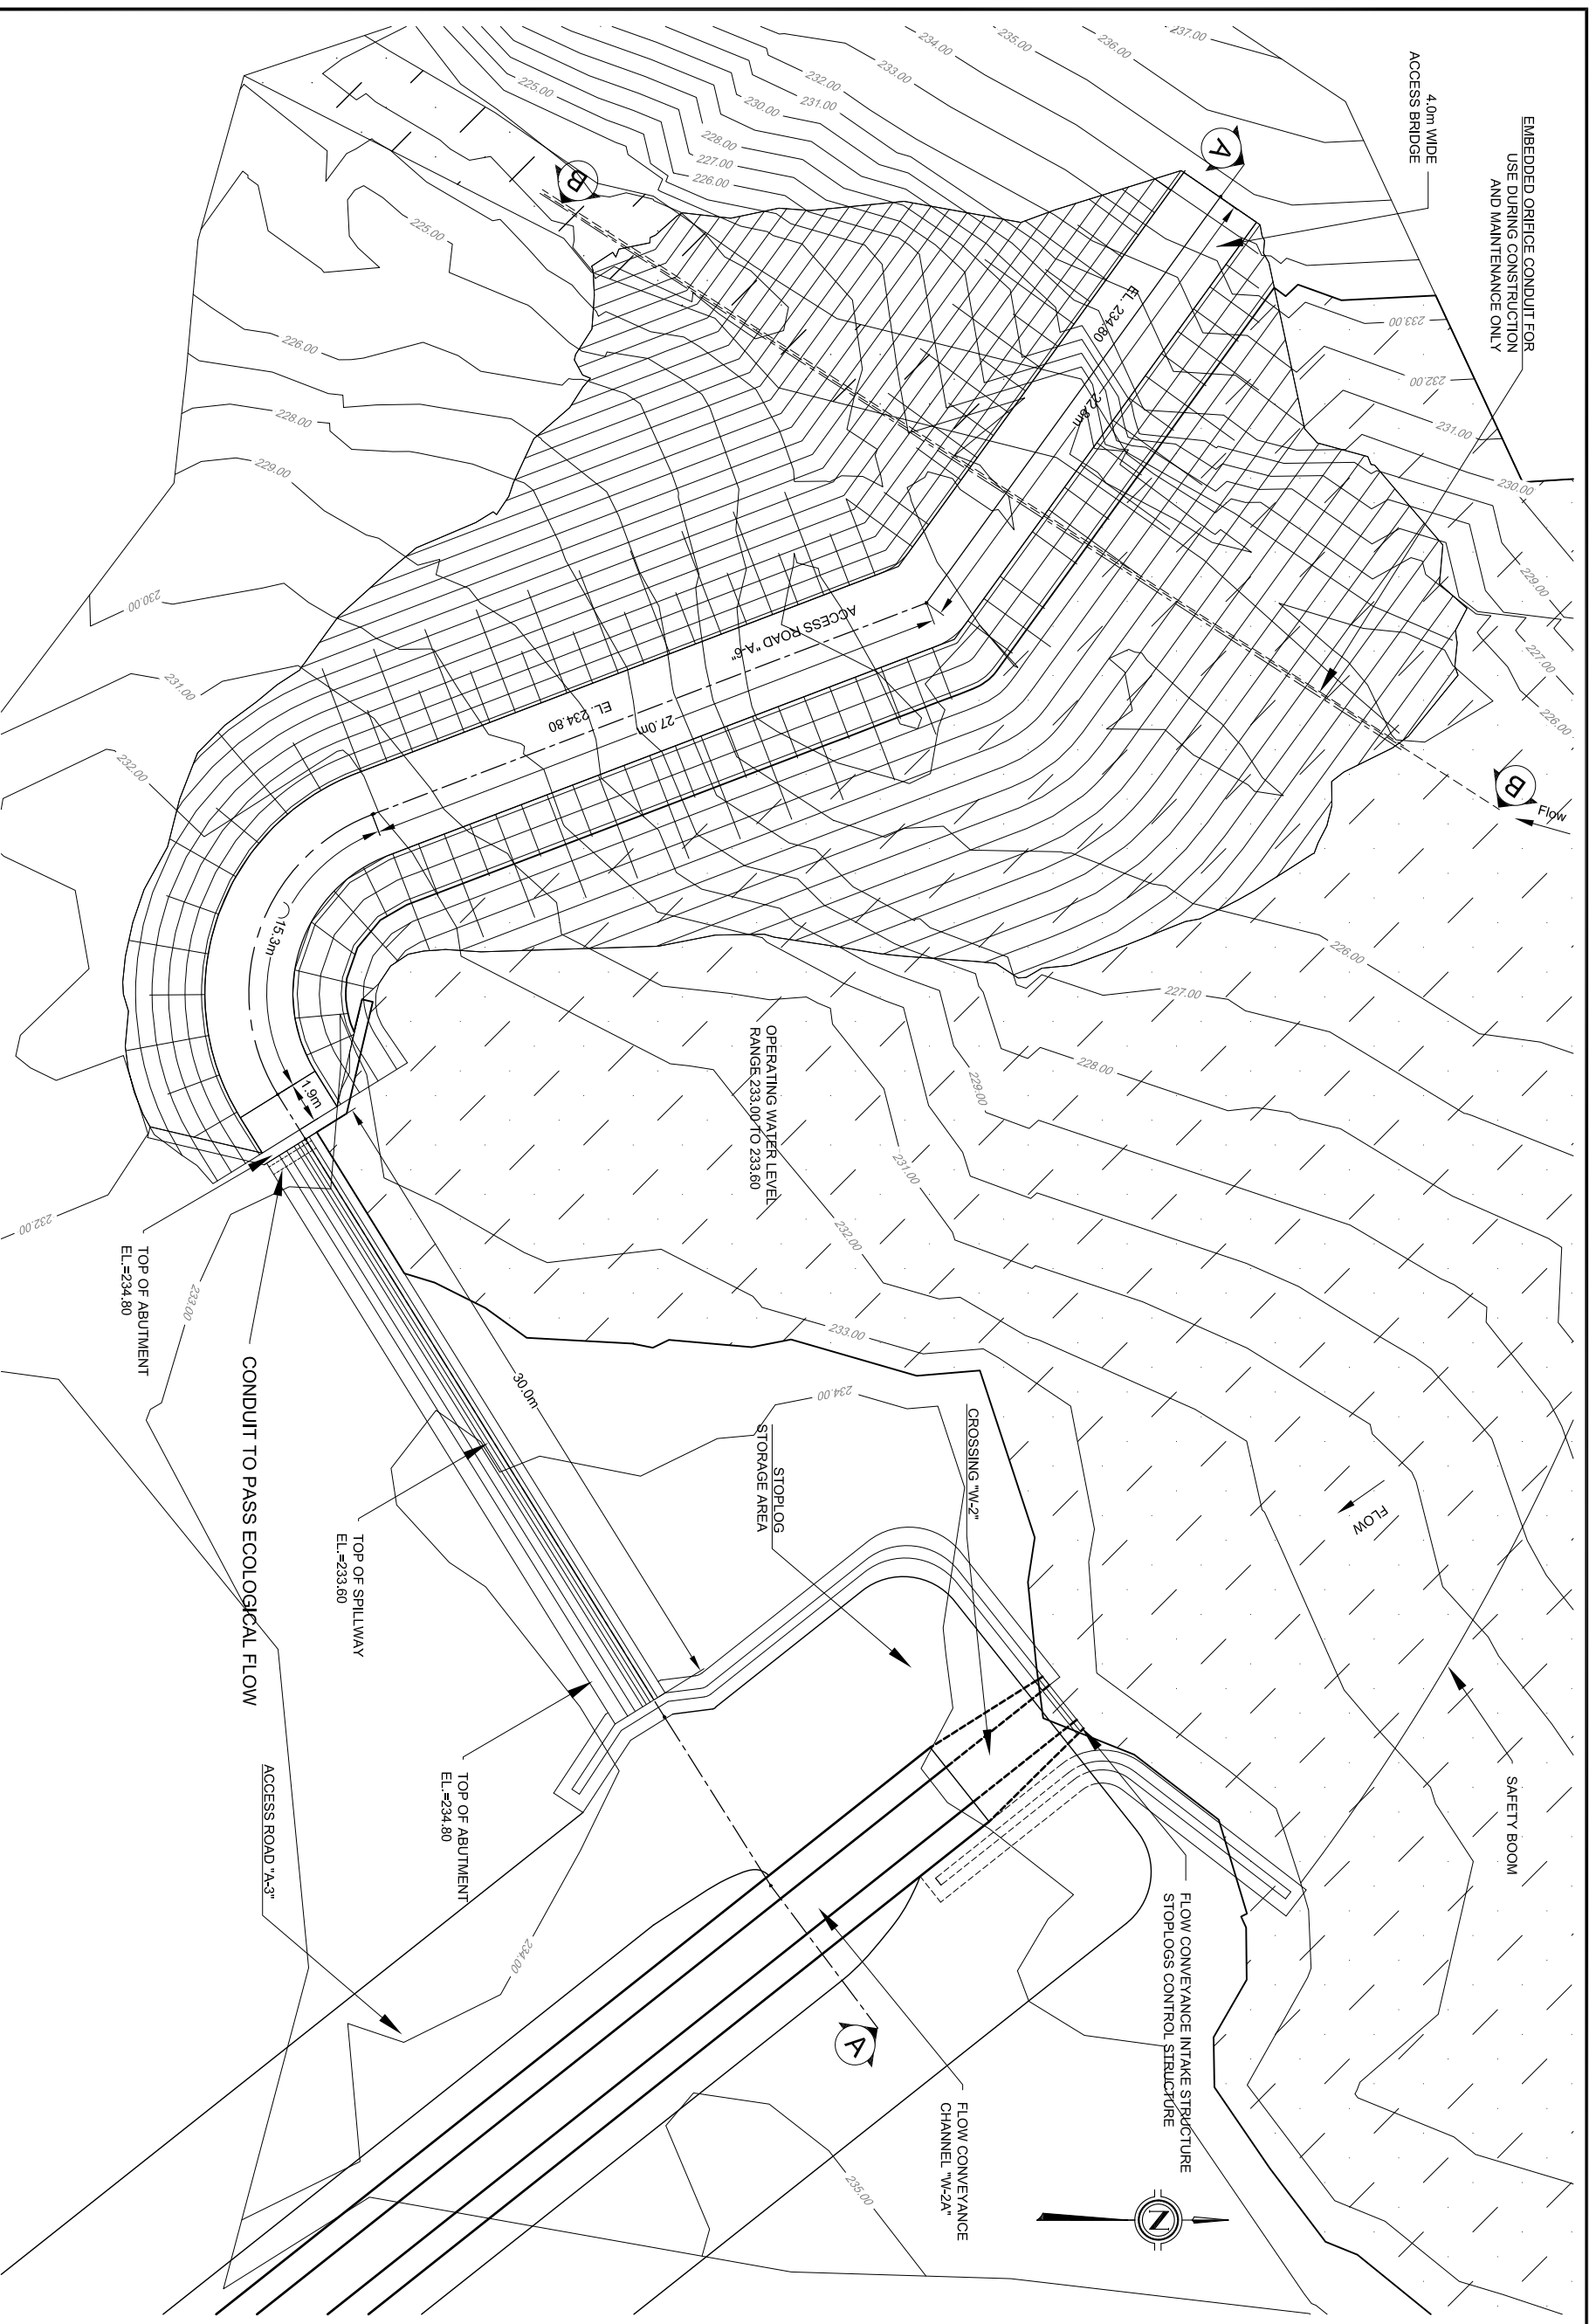 EMBEDDED ORIFICE CONDUIT FOR
USE DURING CONSTRUCTION
AND MAINTENANCE ONLY
4.0m WIDE
ACCESS BRIDGE
A
B
B
Flow
EL. 234.80
22.8m
ACCESS ROAD "A-6"
EL. 234.80
27.0m
15.3m
1.9m
30.0m
OPERATING WATER LEVEL
RANGE 233.00 TO 233.60
TOP OF ABUTMENT
EL.=234.80
CONDUIT TO PASS ECOLOGICAL FLOW
TOP OF SPILLWAY
EL.=233.60
TOP OF ABUTMENT
EL.=234.80
ACCESS ROAD "A-3"
STOPLOG
STORAGE AREA
CROSSING "W-2"
FLOW
SAFETY BOOM
FLOW CONVEYANCE INTAKE STRUCTURE
STOPLOGS CONTROL STRUCTURE
FLOW CONVEYANCE
CHANNEL "W-2A"
A
N
237.00
236.00
235.00
234.00
233.00
232.00
231.00
230.00
228.00
227.00
226.00
225.00
225.00
226.00
228.00
229.00
230.00
231.00
232.00
232.00
233.00
233.00
232.00
231.00
230.00
229.00
227.00
226.00
226.00
227.00
228.00
229.00
231.00
232.00
233.00
234.00
234.00
235.00